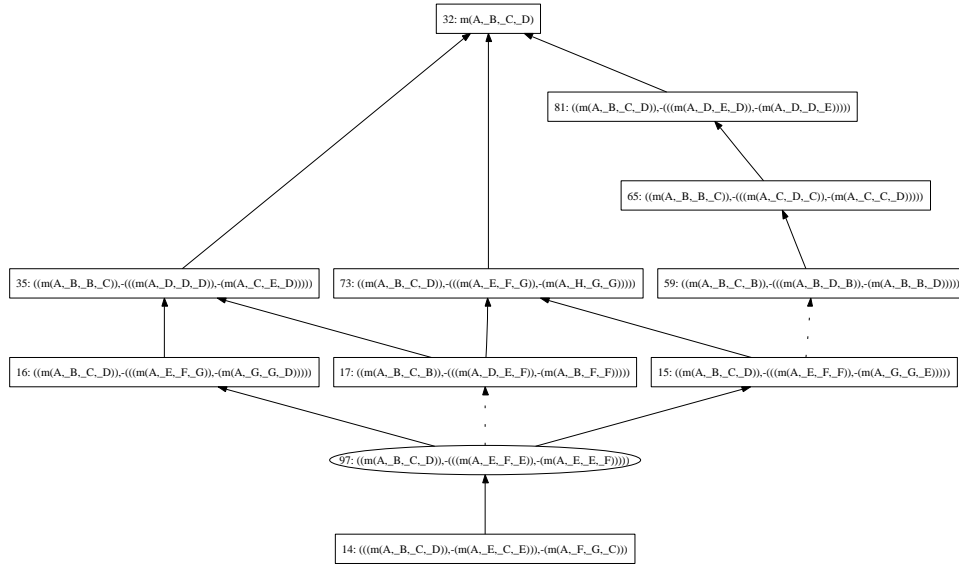 32: m(A,_B,_C,_D)
81: ((m(A,_B,_C,_D)),-(((m(A,_D,_E,_D)),-(m(A,_D,_D,_E)))))
65: ((m(A,_B,_B,_C)),-(((m(A,_C,_D,_C)),-(m(A,_C,_C,_D)))))
35: ((m(A,_B,_B,_C)),-(((m(A,_D,_D,_D)),-(m(A,_C,_E,_D)))))
73: ((m(A,_B,_C,_D)),-(((m(A,_E,_F,_G)),-(m(A,_H,_G,_G)))))
59: ((m(A,_B,_C,_B)),-(((m(A,_B,_D,_B)),-(m(A,_B,_B,_D)))))
16: ((m(A,_B,_C,_D)),-(((m(A,_E,_F,_G)),-(m(A,_G,_G,_D)))))
17: ((m(A,_B,_C,_B)),-(((m(A,_D,_E,_F)),-(m(A,_B,_F,_F)))))
15: ((m(A,_B,_C,_D)),-(((m(A,_E,_F,_F)),-(m(A,_G,_G,_E)))))
97: ((m(A,_B,_C,_D)),-(((m(A,_E,_F,_E)),-(m(A,_E,_E,_F)))))
14: (((m(A,_B,_C,_D)),-(m(A,_E,_C,_E))),-(m(A,_F,_G,_C)))